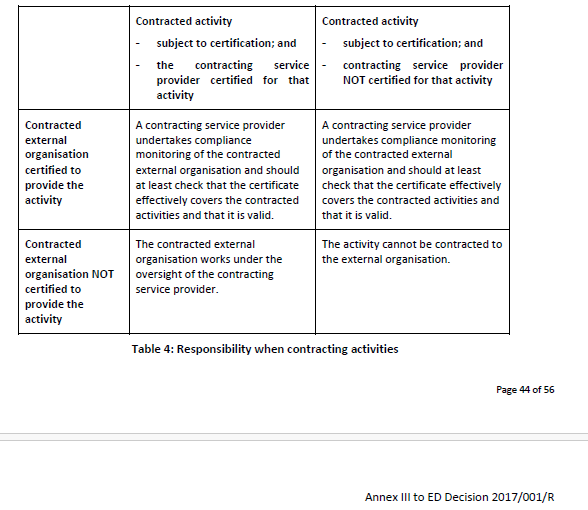 Contracted activity
- subject to certification; and
- the contracting service
provider certified for that
activity
Contracted activity
- subject to certification; and
- contracting service provider
NOT certified for that activity
Contracted
external
organisation
certified to
provide the
activity
A contracting service provider
undertakes compliance
monitoring of the contracted
external organisation and should
at least check that the certificate
effectively covers the contracted
activities and that it is valid.
A contracting service provider
undertakes compliance monitoring
of the contracted external
organisation and should at least
check that the certificate effectively
covers the contracted activities and
that it is valid.
Contracted
external
organisation NOT
certified to
provide the
activity
The contracted external
organisation works under the
oversight of the contracting
service provider.
The activity cannot be contracted to
the external organisation.
Table 4: Responsibility when contracting activities
Page 44 of 56
Annex III to ED Decision 2017/001/R